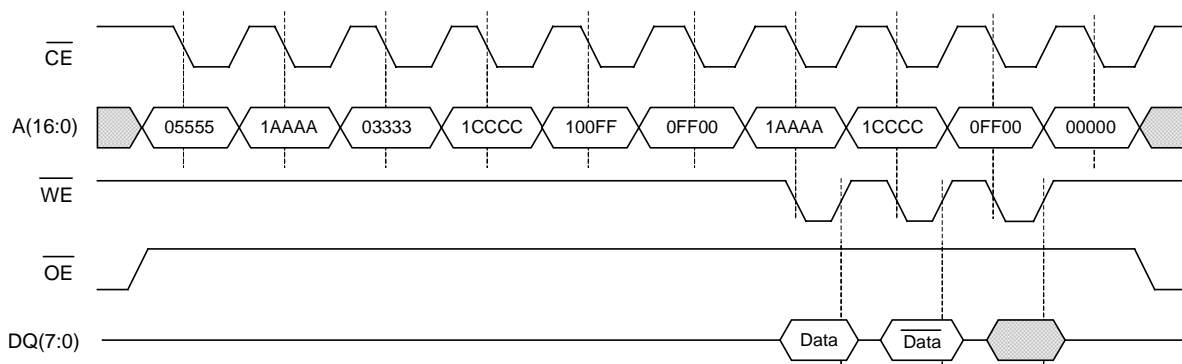 CE
A(16:0) 05555 1AAAA 03333 1CCCC 100FF 0FF00 1AAAA 1CCCC 0FF00 00000
WE
OE
DQ(7:0) Data Data